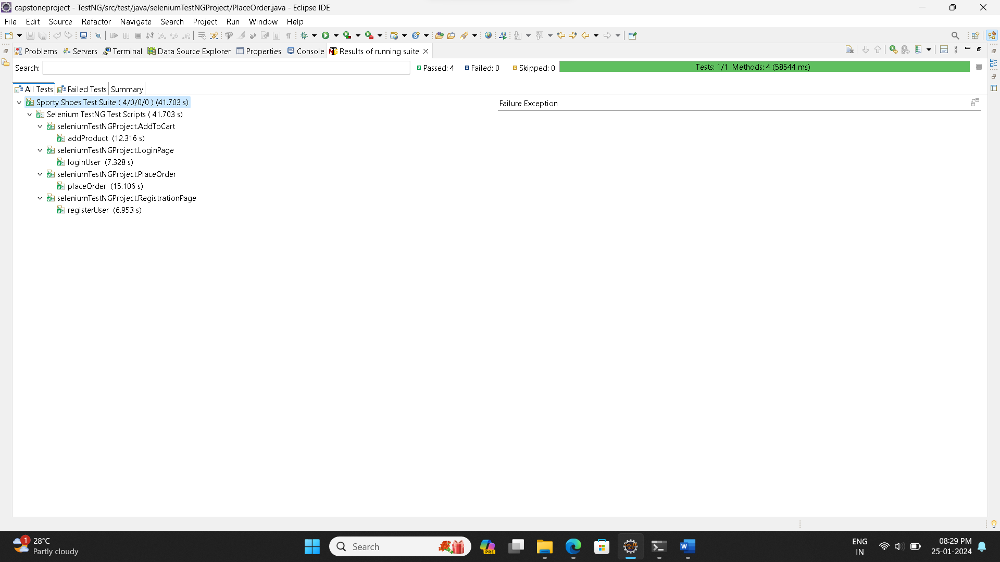 capstoneproject - TestNG/src/test/java/seleniumTestNGProject/PlaceOrder.java - Eclipse IDE
File Edit Source Refactor Navigate Search Project Run Window Help
Problems Servers Terminal Data Source Explorer Properties Console Results of running suite
Search: Passed: 4 Failed: 0 Skipped: 0 Tests: 1/1 Methods: 4 (58544 ms)
All Tests Failed Tests Summary
Sporty Shoes Test Suite ( 4/0/0/0 ) (41.703 s)
Failure Exception
Selenium TestNG Test Scripts ( 41.703 s)
seleniumTestNGProject.AddToCart
addProduct (12.316 s)
seleniumTestNGProject.LoginPage
loginUser (7.328 s)
seleniumTestNGProject.PlaceOrder
placeOrder (15.106 s)
seleniumTestNGProject.RegistrationPage
registerUser (6.953 s)
1
28°C
Partly cloudy
Search
PRE
ENG
IN
08:29 PM
25-01-2024